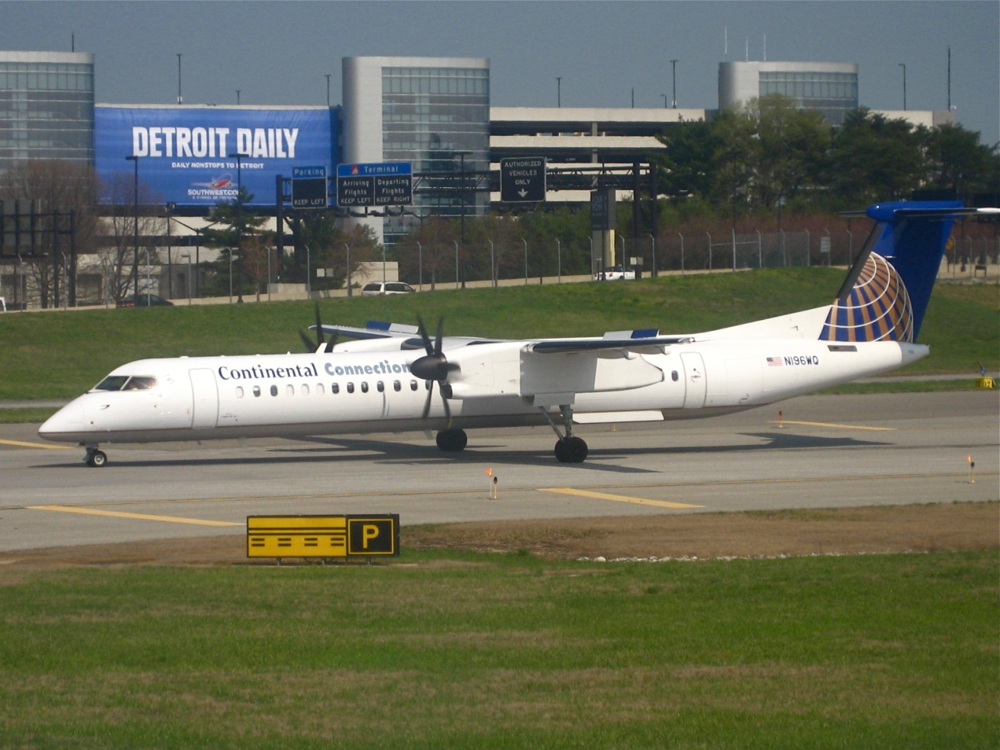 DETROIT DAILY
DAILY NONSTOPS TO DETROIT
SOUTHWEST.COM
Parking
KEEP LEFT
Terminal
Arriving
Flights
KEEP LEFT
Departing
Flights
KEEP RIGHT
AUTHORIZED
VEHICLES
ONLY
Continental Connection
N196WQ
P